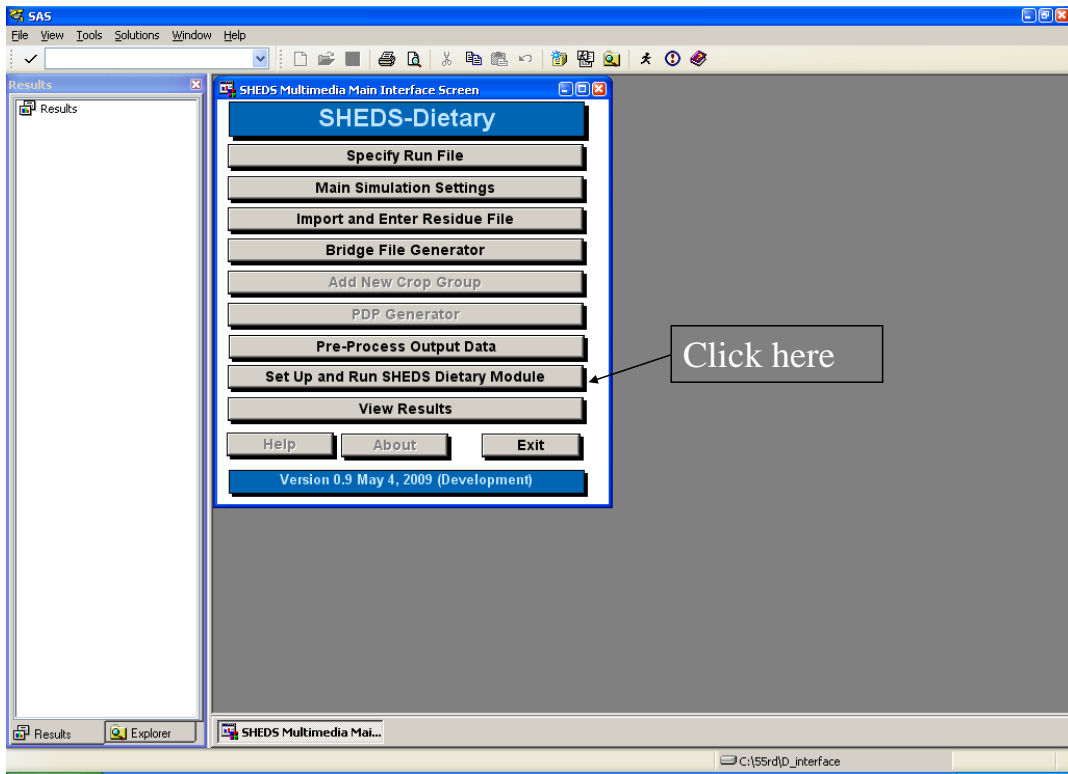 SAS
File View Tools Solutions Window Help
Results
Results
SHEDS Multimedia Main Interface Screen
SHEDS-Dietary
Specify Run File
Main Simulation Settings
Import and Enter Residue File
Bridge File Generator
Add New Crop Group
PDP Generator
Pre-Process Output Data
Set Up and Run SHEDS Dietary Module
View Results
Help About Exit
Version 0.9 May 4, 2009 (Development)
Click here
Results Explorer
SHEDS Multimedia Mai...
C:\55rd\D_interface